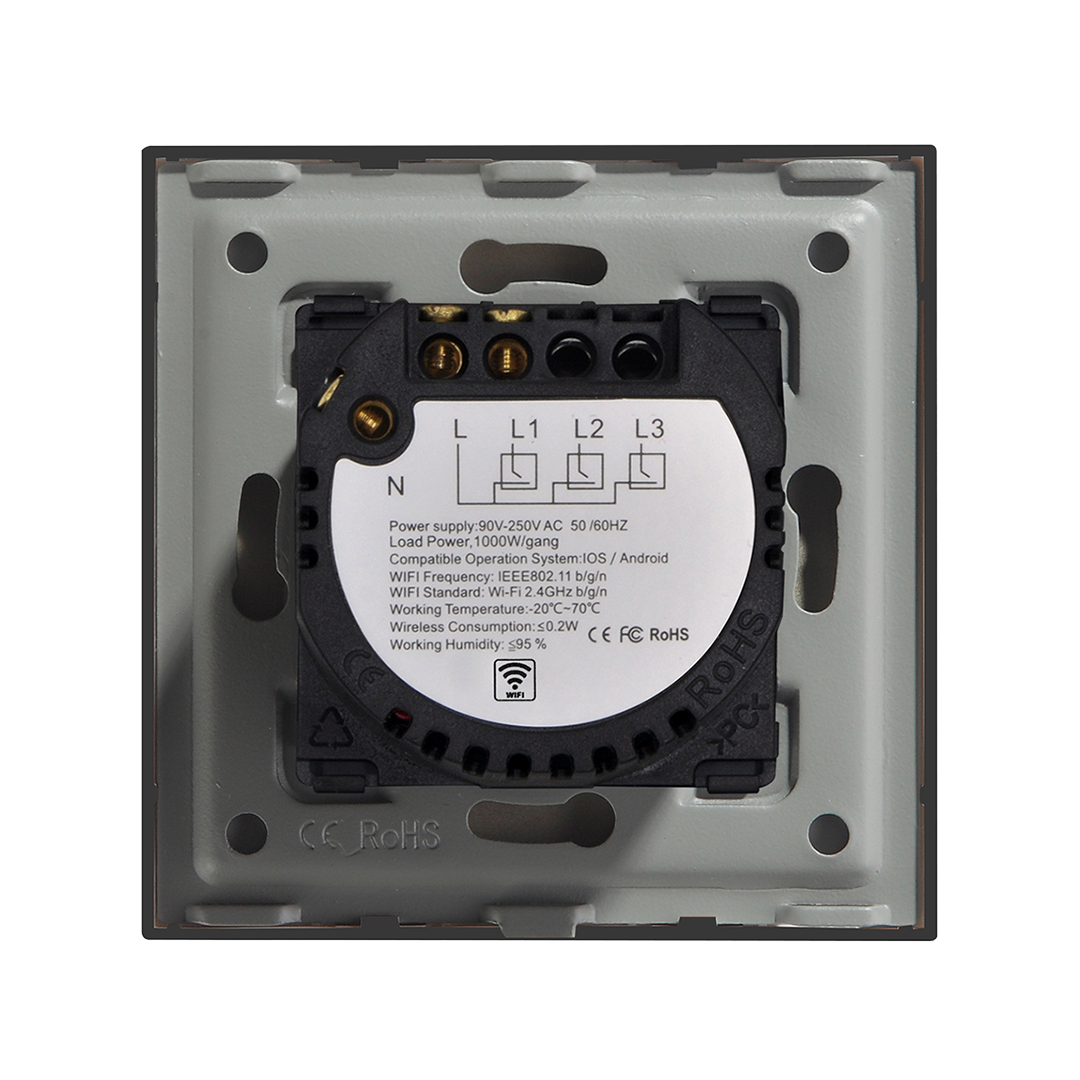 L L1 L2 L3
N
Power supply:90V-250V AC 50 /60HZ
Load Power,1000W/gang
Compatible Operation System:IOS / Android
WIFI Frequency: IEEE802.11 b/g/n
WIFI Standard: Wi-Fi 2.4GHz b/g/n
Working Temperature:-20℃~70℃
Wireless Consumption:≤0.2W
Working Humidity: ≦95 %
CE FC RoHS
WIFI
CE
RoHS
>PC<
CE RoHS